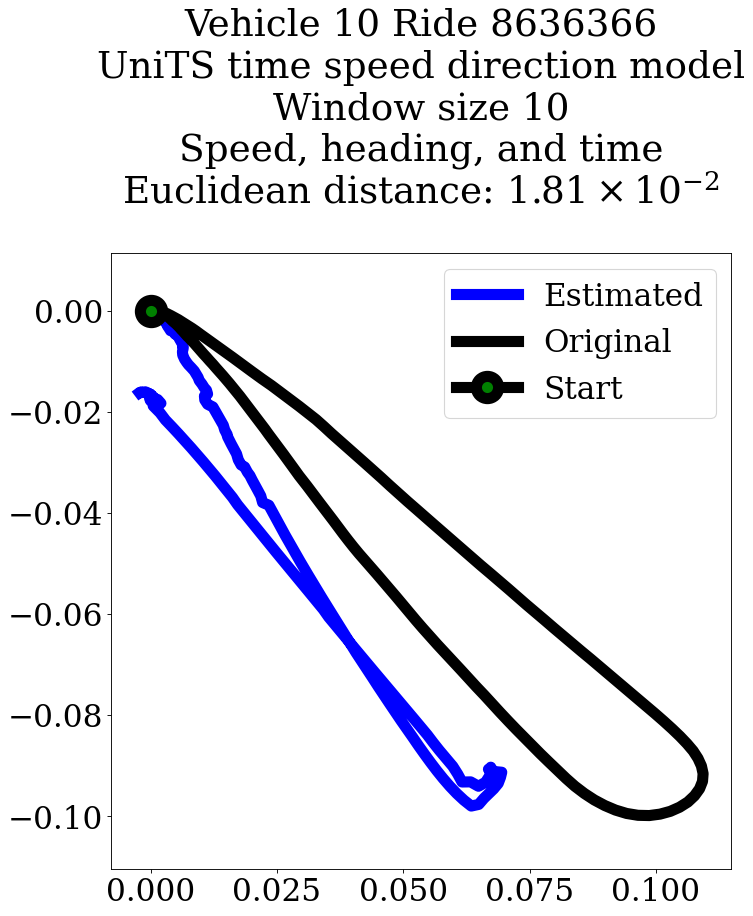 Vehicle 10 Ride 8636366
UniTS time speed direction model
Window size 10
Speed, heading, and time
Euclidean distance: 1.81 × 10⁻²
Estimated
Original
Start
0.00
−0.02
−0.04
−0.06
−0.08
−0.10
0.000 0.025 0.050 0.075 0.100